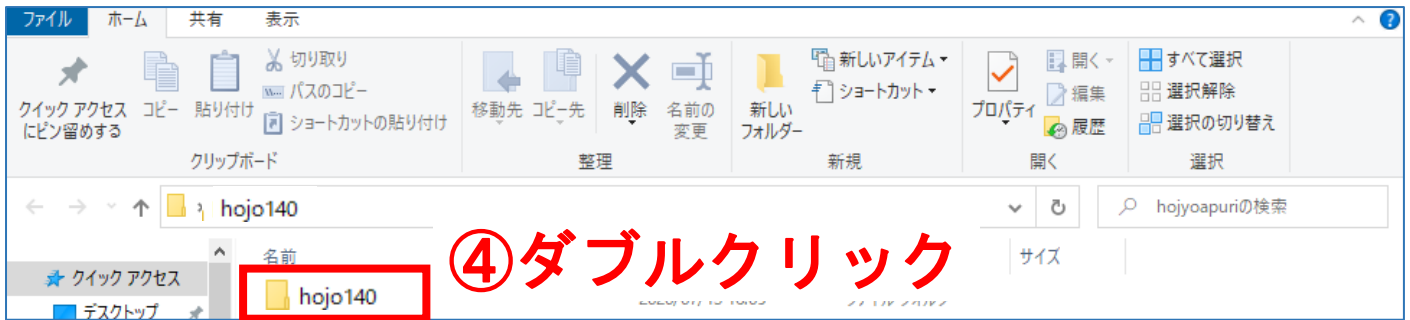 ファイル ホーム 共有 表示
クイック アクセス
にピン留めする
コピー
貼り付け
切り取り
パスのコピー
ショートカットの貼り付け
クリップボード
移動先
コピー先
削除
名前の
変更
整理
新しい
フォルダー
新しいアイテム
ショートカット
新規
プロパティ
開く
編集
履歴
開く
すべて選択
選択解除
選択の切り替え
選択
hojo140
hojyoapuriの検索
名前
サイズ
④ダブルクリック
クイック アクセス
hojo140
デスクトップ